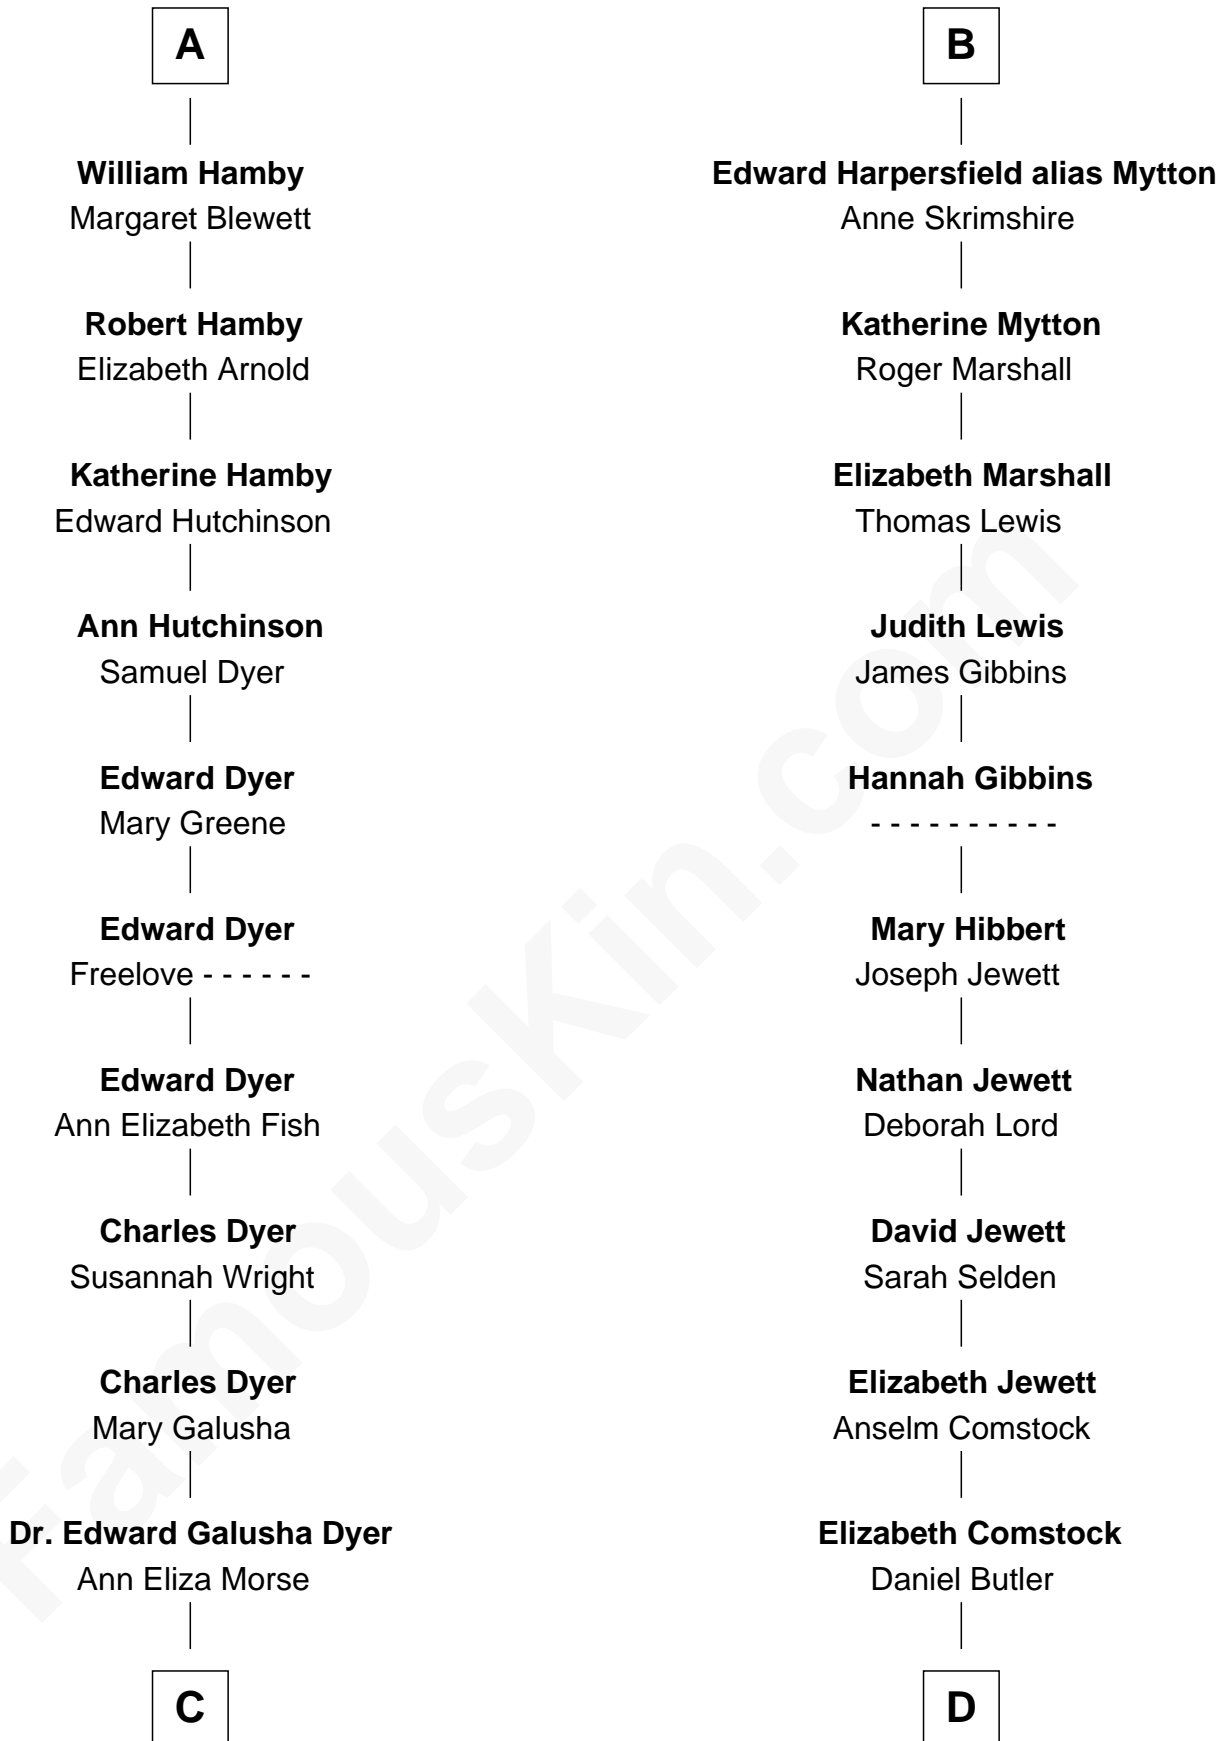 A
William Hamby
Margaret Blewett
Robert Hamby
Elizabeth Arnold
Katherine Hamby
Edward Hutchinson
Ann Hutchinson
Samuel Dyer
Edward Dyer
Mary Greene
Edward Dyer
Freelove - - - - - -
Edward Dyer
Ann Elizabeth Fish
Charles Dyer
Susannah Wright
Charles Dyer
Mary Galusha
Dr. Edward Galusha Dyer
Ann Eliza Morse
C
B
Edward Harpersfield alias Mytton
Anne Skrimshire
Katherine Mytton
Roger Marshall
Elizabeth Marshall
Thomas Lewis
Judith Lewis
James Gibbins
Hannah Gibbins
- - - - - - - - - -
Mary Hibbert
Joseph Jewett
Nathan Jewett
Deborah Lord
David Jewett
Sarah Selden
Elizabeth Jewett
Anselm Comstock
Elizabeth Comstock
Daniel Butler
D
FamousKin.com